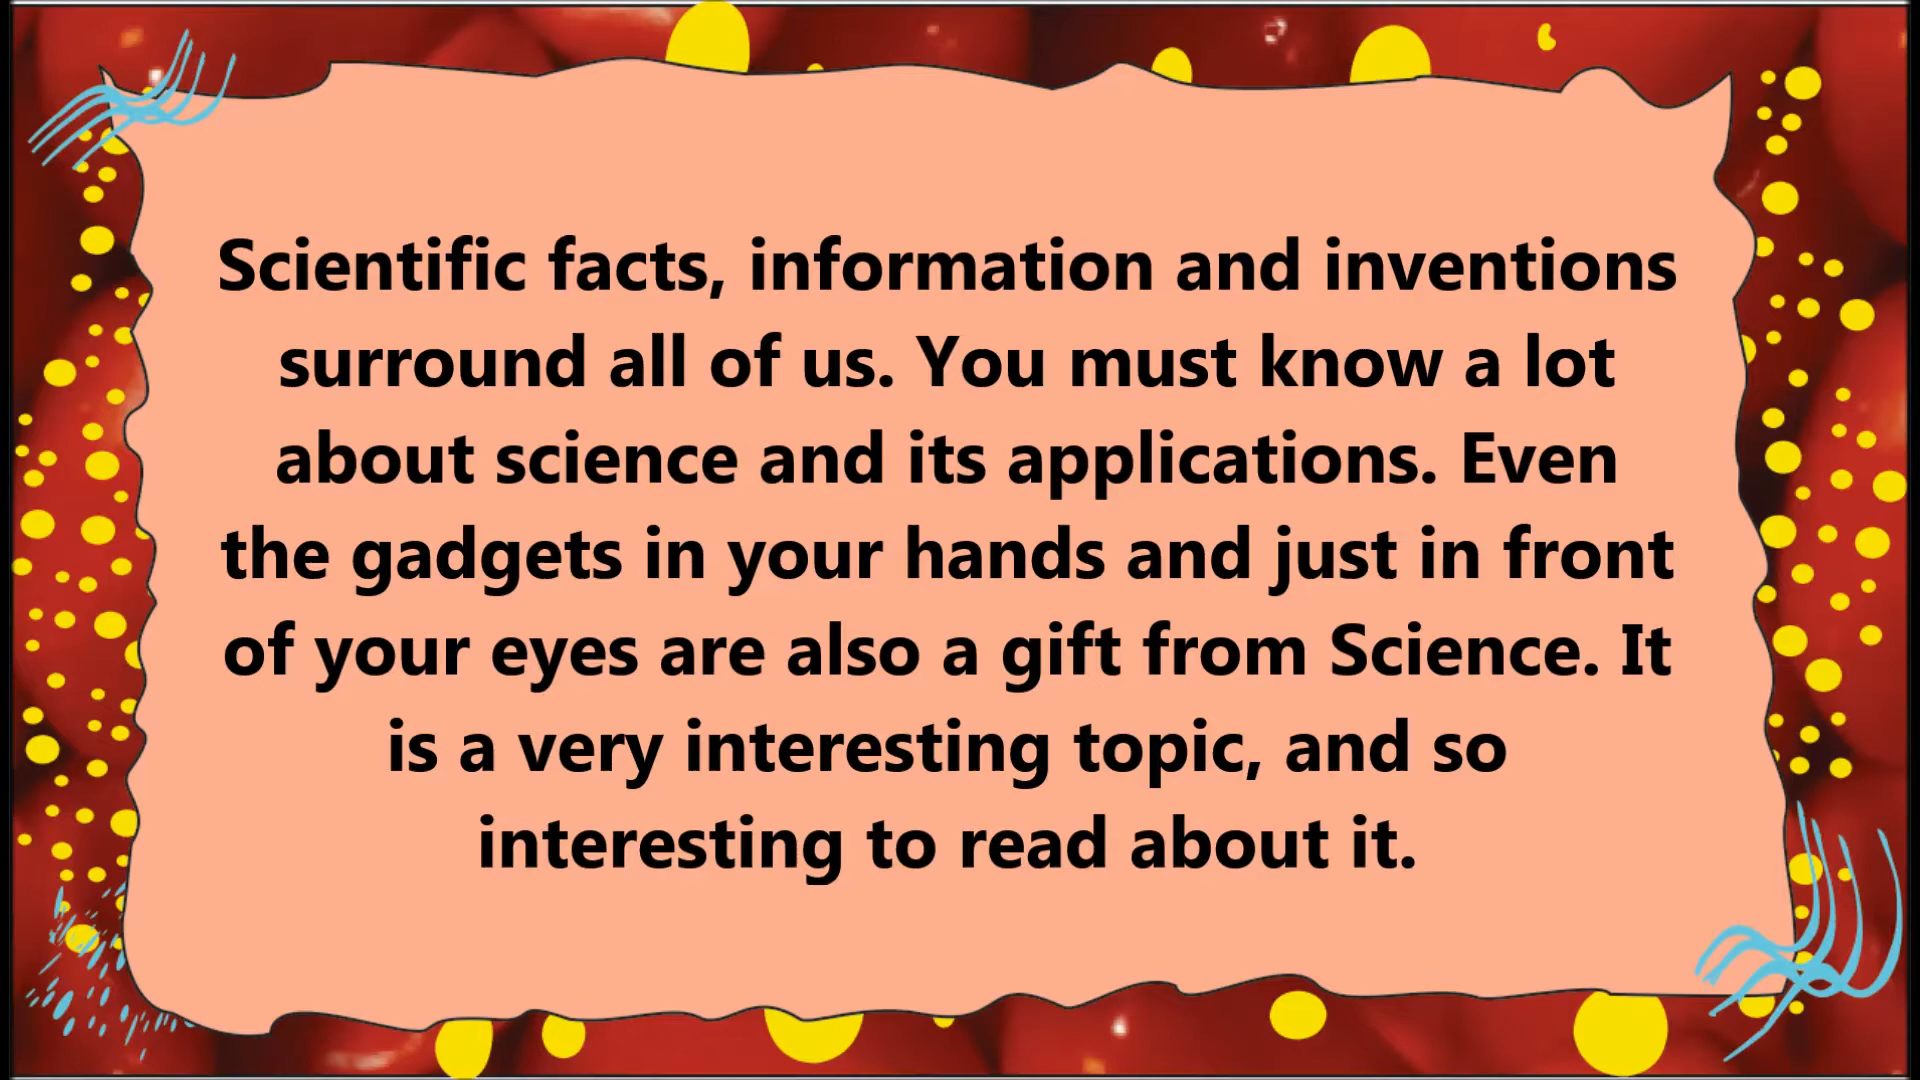 Scientific facts, information and inventions
surround all of us. You must know a lot
about science and its applications. Even
the gadgets in your hands and just in front
of your eyes are also a gift from Science. It
is a very interesting topic, and so
interesting to read about it.